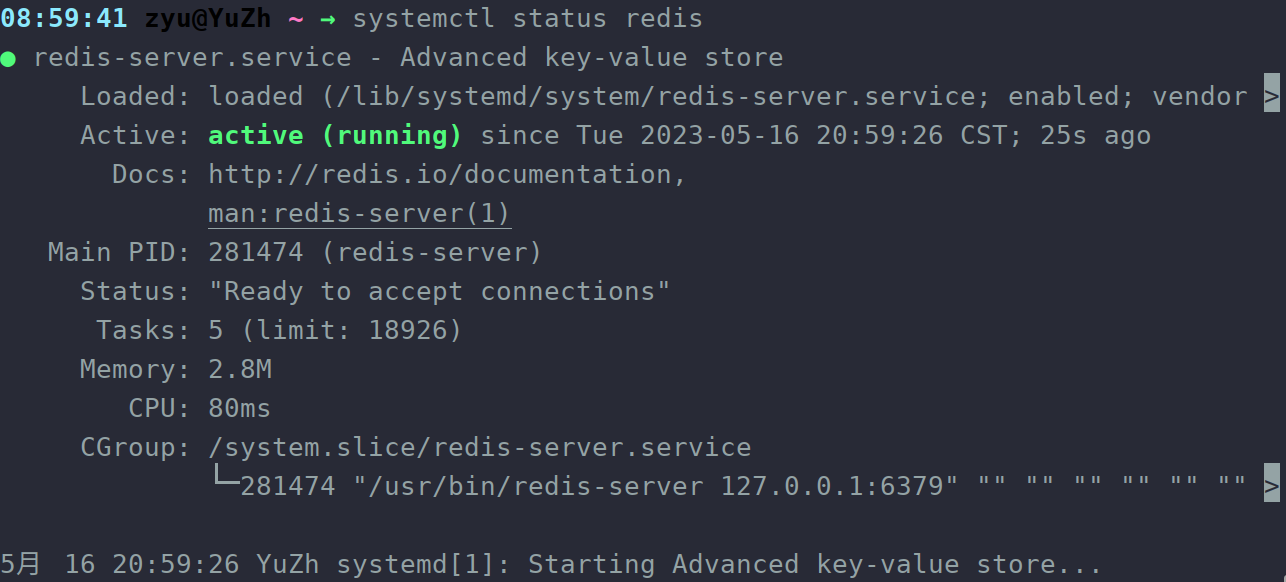 08:59:41 zyu@YuZh ~ → systemctl status redis
● redis-server.service - Advanced key-value store
     Loaded: loaded (/lib/systemd/system/redis-server.service; enabled; vendor >
     Active: active (running) since Tue 2023-05-16 20:59:26 CST; 25s ago
       Docs: http://redis.io/documentation,
             man:redis-server(1)
   Main PID: 281474 (redis-server)
     Status: "Ready to accept connections"
      Tasks: 5 (limit: 18926)
     Memory: 2.8M
        CPU: 80ms
     CGroup: /system.slice/redis-server.service
             └─281474 "/usr/bin/redis-server 127.0.0.1:6379" "" "" "" "" "" "" >
5月 16 20:59:26 YuZh systemd[1]: Starting Advanced key-value store...